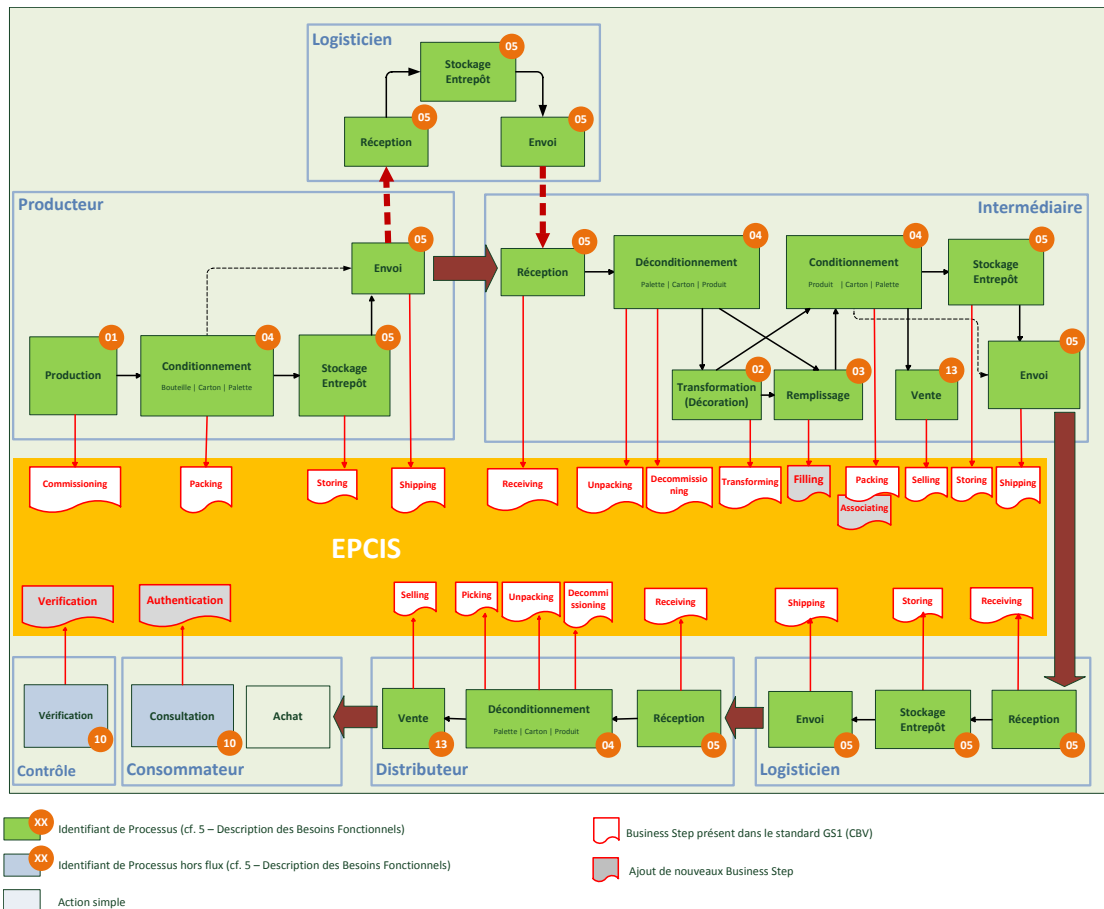 Logisticien
05
Stockage
Entrepôt
05
Réception
05
Envoi
Producteur
05
Envoi
01
Production
04
Conditionnement
Bouteille | Carton | Palette
05
Stockage
Entrepôt
Intermédiaire
05
Réception
04
Déconditionnement
Palette | Carton | Produit
04
Conditionnement
Produit | Carton | Palette
05
Stockage
Entrepôt
02
Transformation
(Décoration)
03
Remplissage
13
Vente
05
Envoi
Commissioning
Packing
Storing
Shipping
Receiving
Unpacking
Decommissio
ning
Transforming
Filling
Packing
Associating
Selling
Storing
Shipping
EPCIS
Verification
Authentication
Selling
Picking
Unpacking
Decommi
ssioning
Receiving
Shipping
Storing
Receiving
Vérification
10
Contrôle
Consultation
10
Achat
Consommateur
Vente
13
Déconditionnement
Palette | Carton | Produit
04
Réception
05
Distributeur
Envoi
05
Stockage
Entrepôt
05
Réception
05
Logisticien
XX
Identifiant de Processus (cf. 5 – Description des Besoins Fonctionnels)
XX
Identifiant de Processus hors flux (cf. 5 – Description des Besoins Fonctionnels)
Action simple
Business Step présent dans le standard GS1 (CBV)
Ajout de nouveaux Business Step